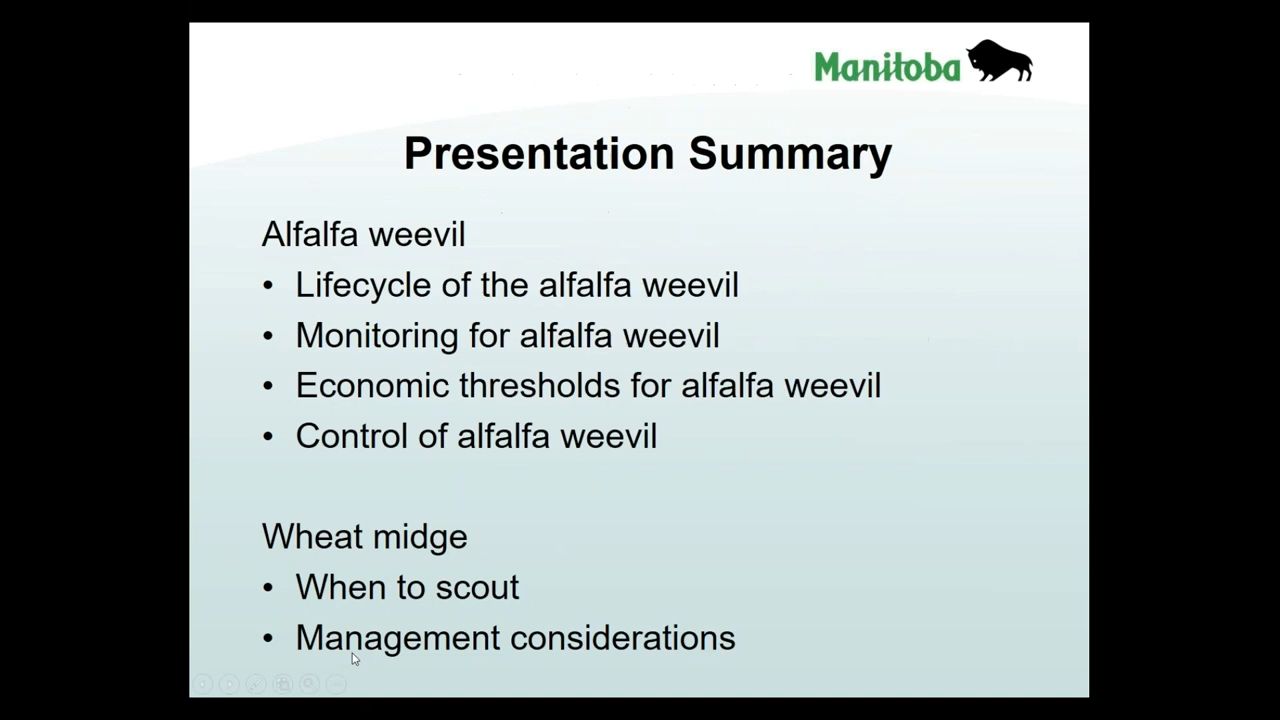 Manitoba
Presentation Summary
Alfalfa weevil
• Lifecycle of the alfalfa weevil
• Monitoring for alfalfa weevil
• Economic thresholds for alfalfa weevil
• Control of alfalfa weevil
Wheat midge
• When to scout
• Management considerations